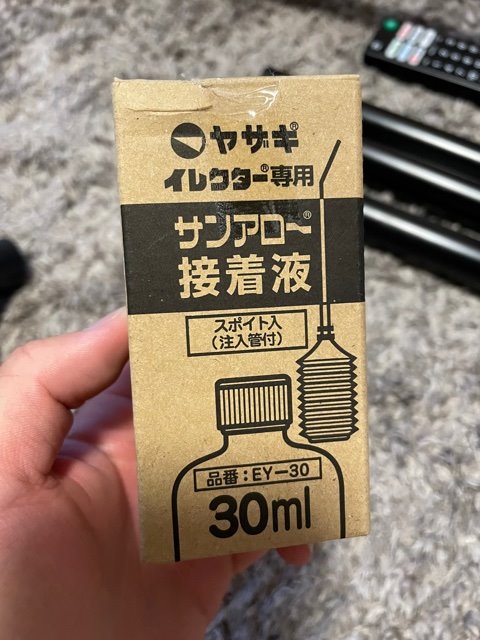 ヤザキ®
イレクター®専用
サンアロー®
接着液
スポイト入
(注入管付)
品番:EY-30
30ml